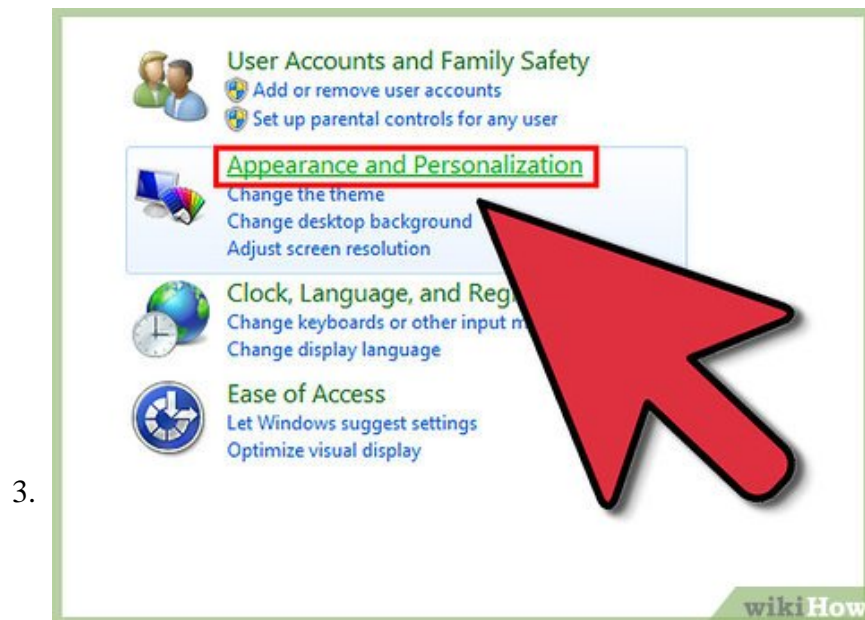 User Accounts and Family Safety
Add or remove user accounts
Set up parental controls for any user
Appearance and Personalization
Change the theme
Change desktop background
Adjust screen resolution
Clock, Language, and Reg
Change keyboards or other input m
Change display language
Ease of Access
Let Windows suggest settings
Optimize visual display
3.
wikiHow